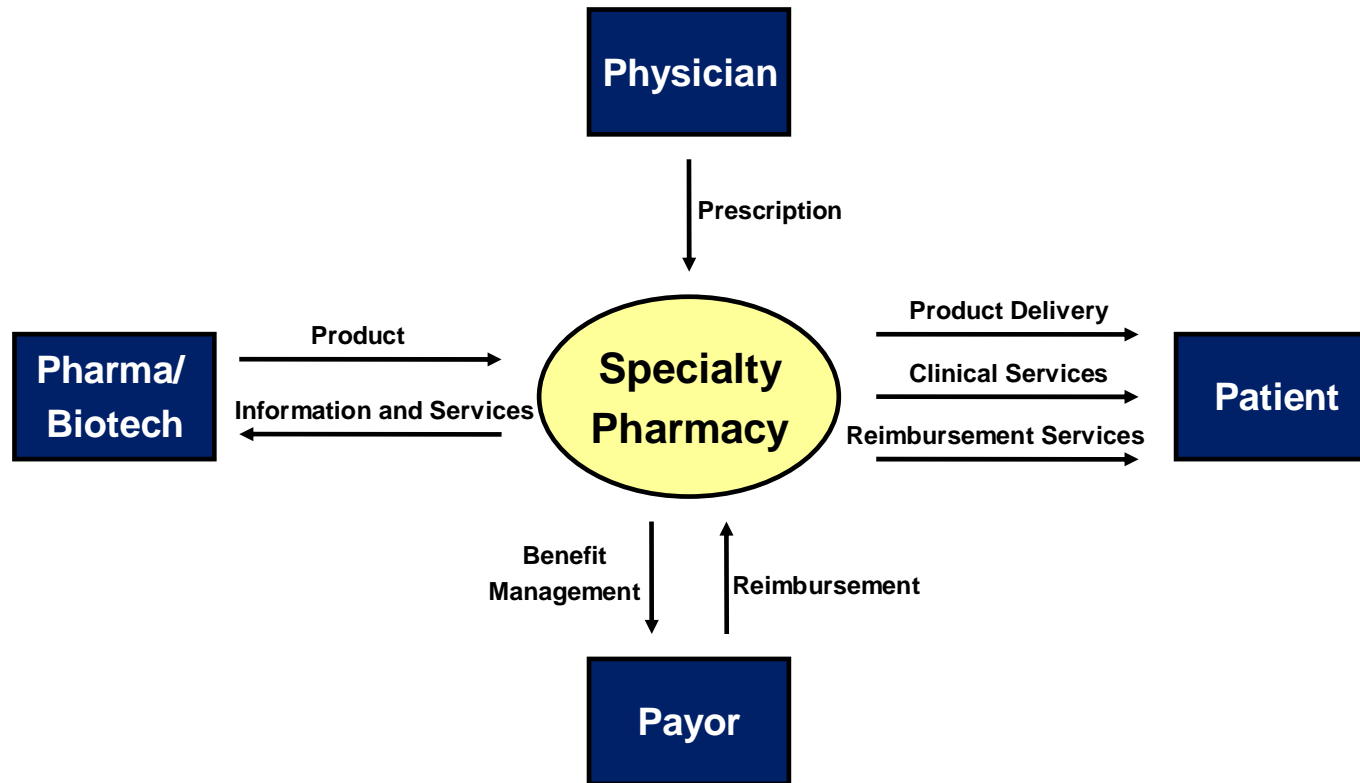 Physician
Prescription
Product Delivery
Product
Specialty
Pharmacy
Pharma/
Biotech
Clinical Services
Patient
Information and Services
Reimbursement Services
Benefit
Management
Reimbursement
Payor